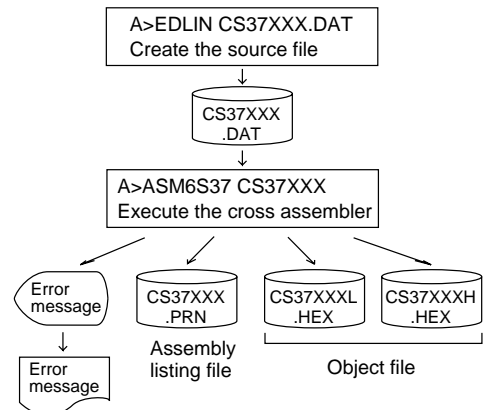 A>EDLIN CS37XXX.DAT
Create the source file
CS37XXX
.DAT
A>ASM6S37 CS37XXX
Execute the cross assembler
Error
message
CS37XXX
.PRN
CS37XXXL
.HEX
CS37XXXH
.HEX
Assembly
listing file
Object file
Error
message